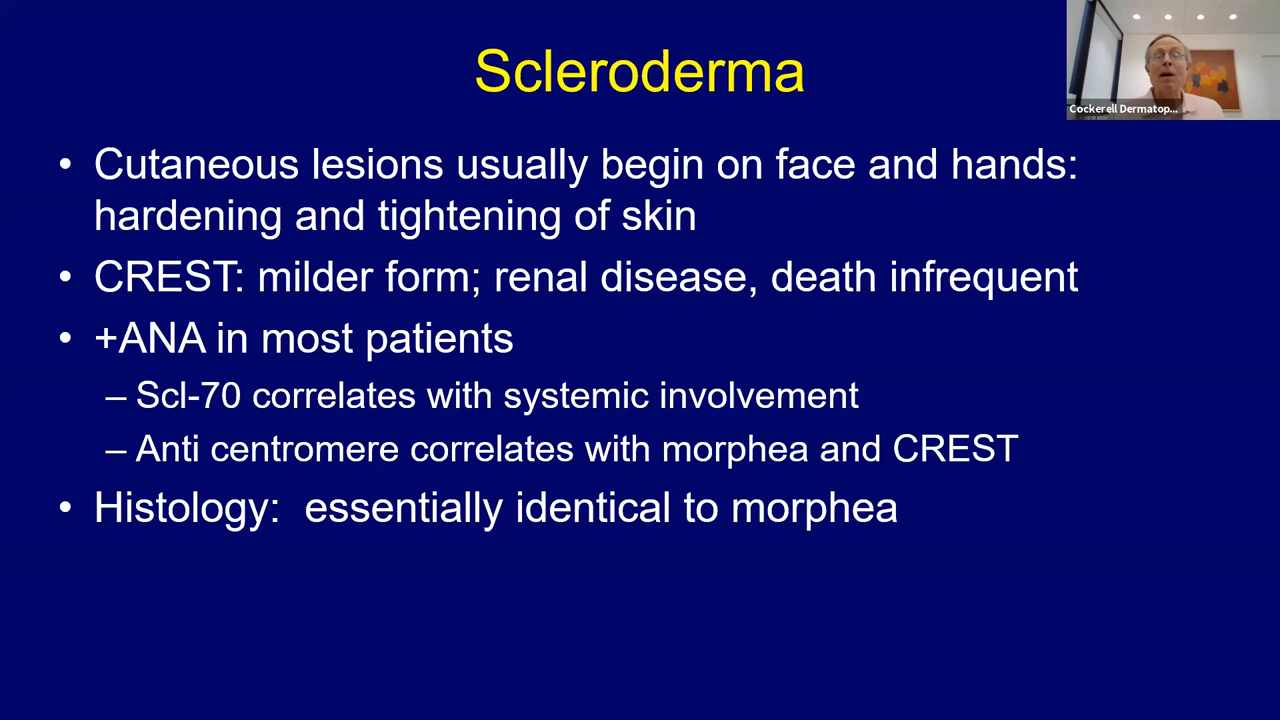 Scleroderma
Cockerell Dermatop...
• Cutaneous lesions usually begin on face and hands:
hardening and tightening of skin
• CREST: milder form; renal disease, death infrequent
• +ANA in most patients
– Scl-70 correlates with systemic involvement
– Anti centromere correlates with morphea and CREST
• Histology:  essentially identical to morphea